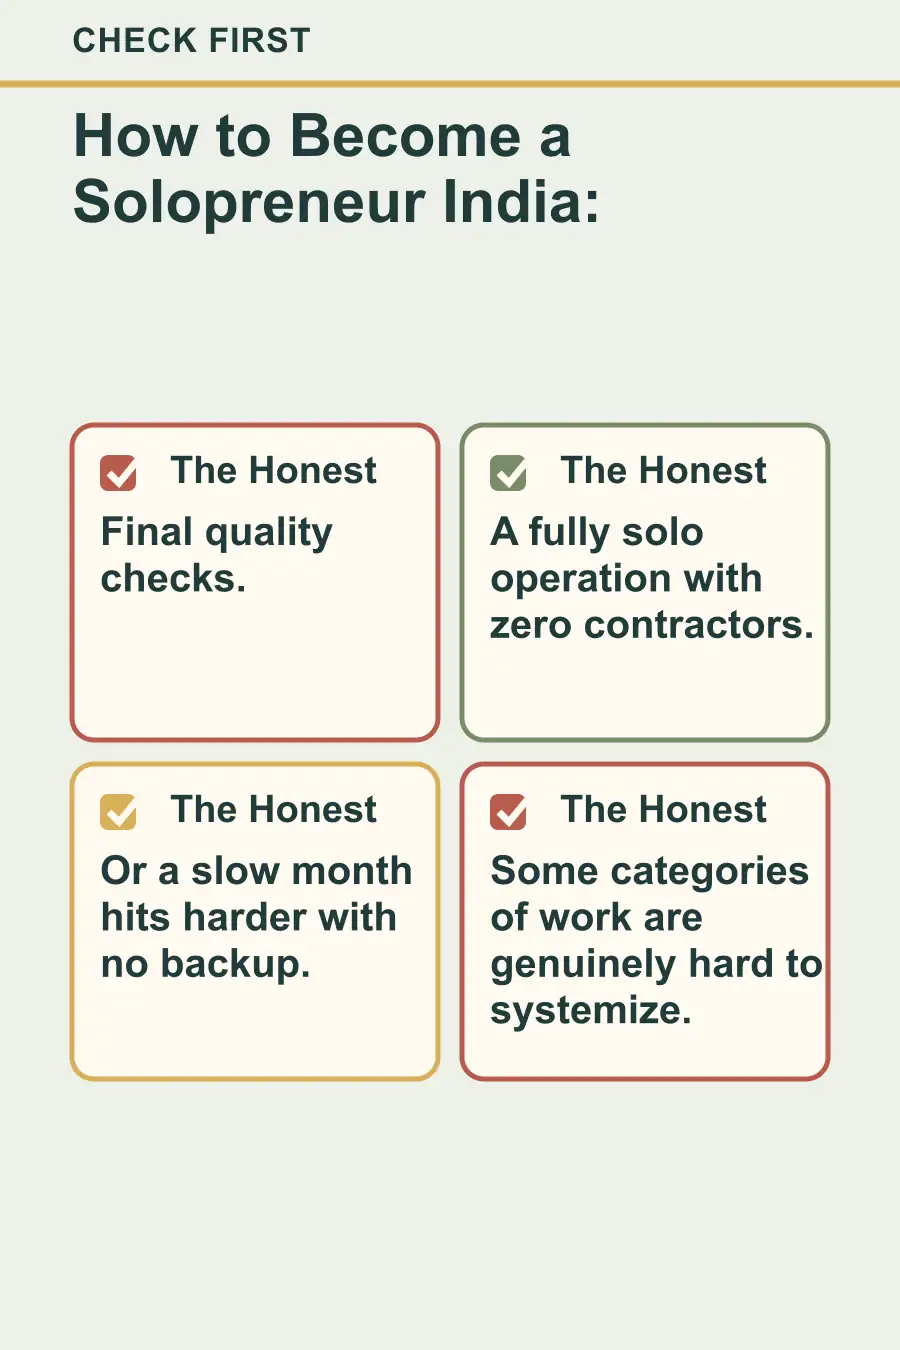 CHECK FIRST
How to Become a
Solopreneur India:
The Honest
Final quality
checks.
The Honest
A fully solo
operation with
zero contractors.
The Honest
Or a slow month
hits harder with
no backup.
The Honest
Some categories
of work are
genuinely hard to
systemize.